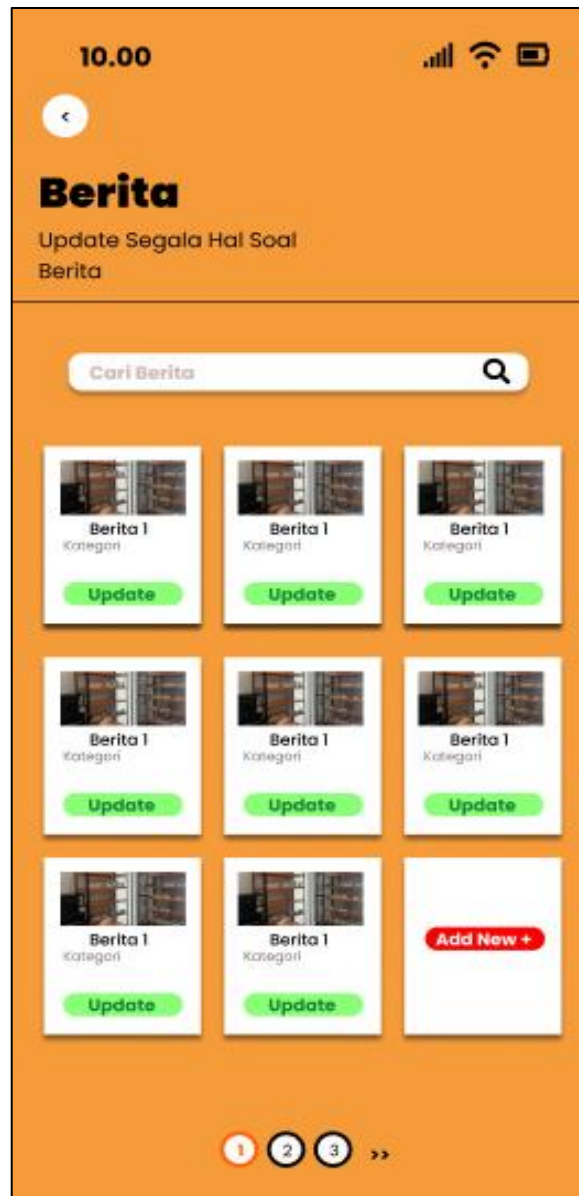 10.00
<
Berita
Update Segala Hal Soal
Berita
Cari Berita
Berita 1 Berita 1 Berita 1
Kategori Kategori Kategori
Update Update Update
Berita 1 Berita 1 Berita 1
Kategori Kategori Kategori
Update Update Update
Berita 1 Berita 1
Kategori Kategori
Add New +
Update Update
1 2 3 >>